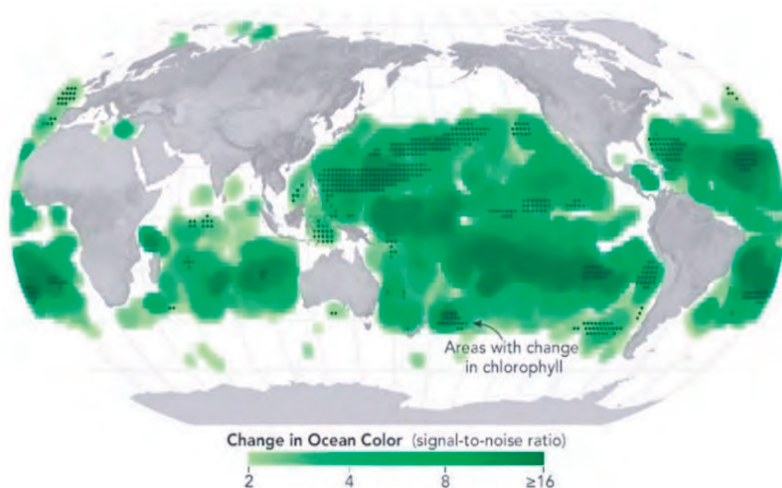 Areas with change
in chlorophyll
Change in Ocean Color (signal-to-noise ratio)
2 4 8 ≥16